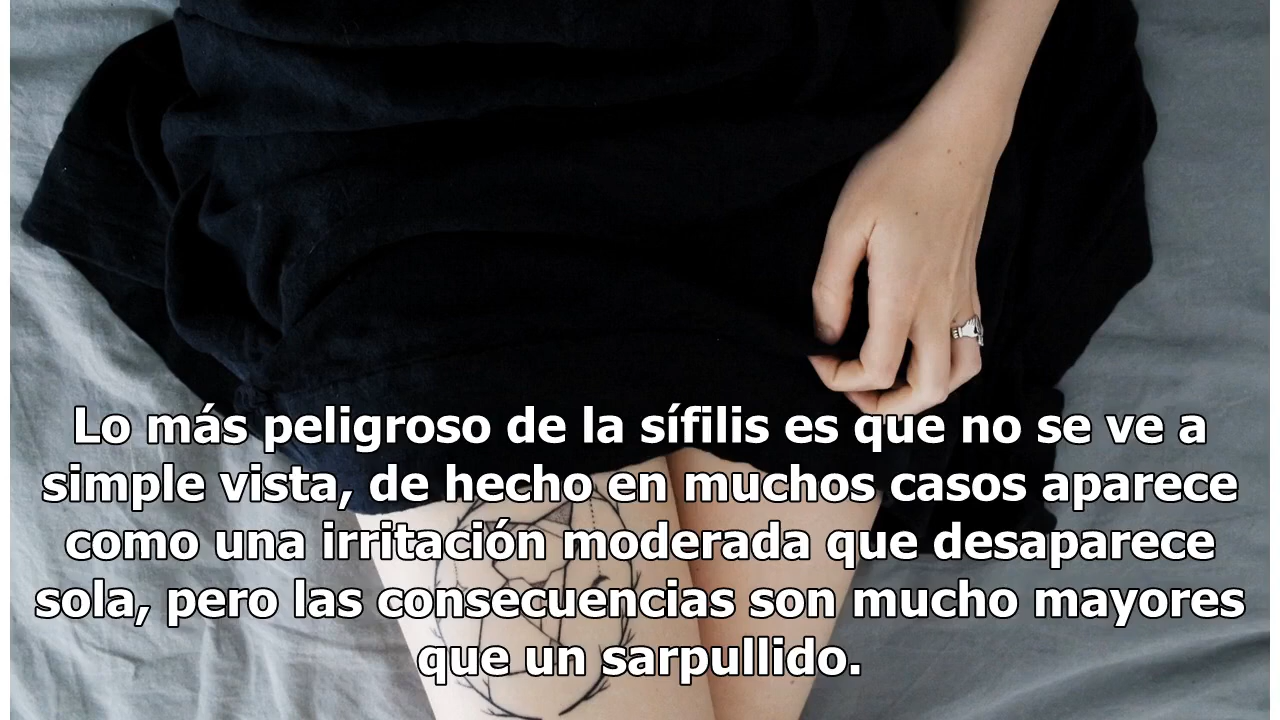 Lo más peligroso de la sífilis es que no se ve a
simple vista, de hecho en muchos casos aparece
como una irritación moderada que desaparece
sola, pero las consecuencias son mucho mayores
que un sarpullido.